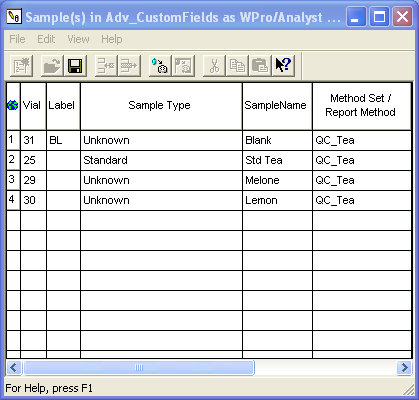 Sample(s) in Adv_CustomFields as WPro/Analyst ...
File Edit View Help
Vial Label Sample Type SampleName Method Set / Report Method
1 31 BL Unknown Blank QC_Tea
2 25 Standard Std Tea QC_Tea
3 29 Unknown Melone QC_Tea
4 30 Unknown Lemon QC_Tea
For Help, press F1